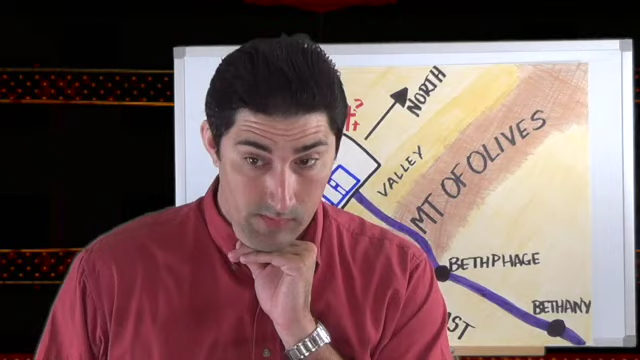 NORTH
VALLEY
MT OF OLIVES
BETHPHAGE
BETHANY